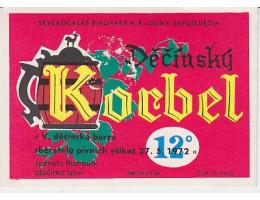 SEVEROČESKÉ PIVOVARY N. P. LOUNY, ZÁVOD DĚČÍN
Děčínský
Korbel
12°
« V. děčínská burza
sběratelů pivních etiket 27. 5. 1972 »
Jednota Rumburk